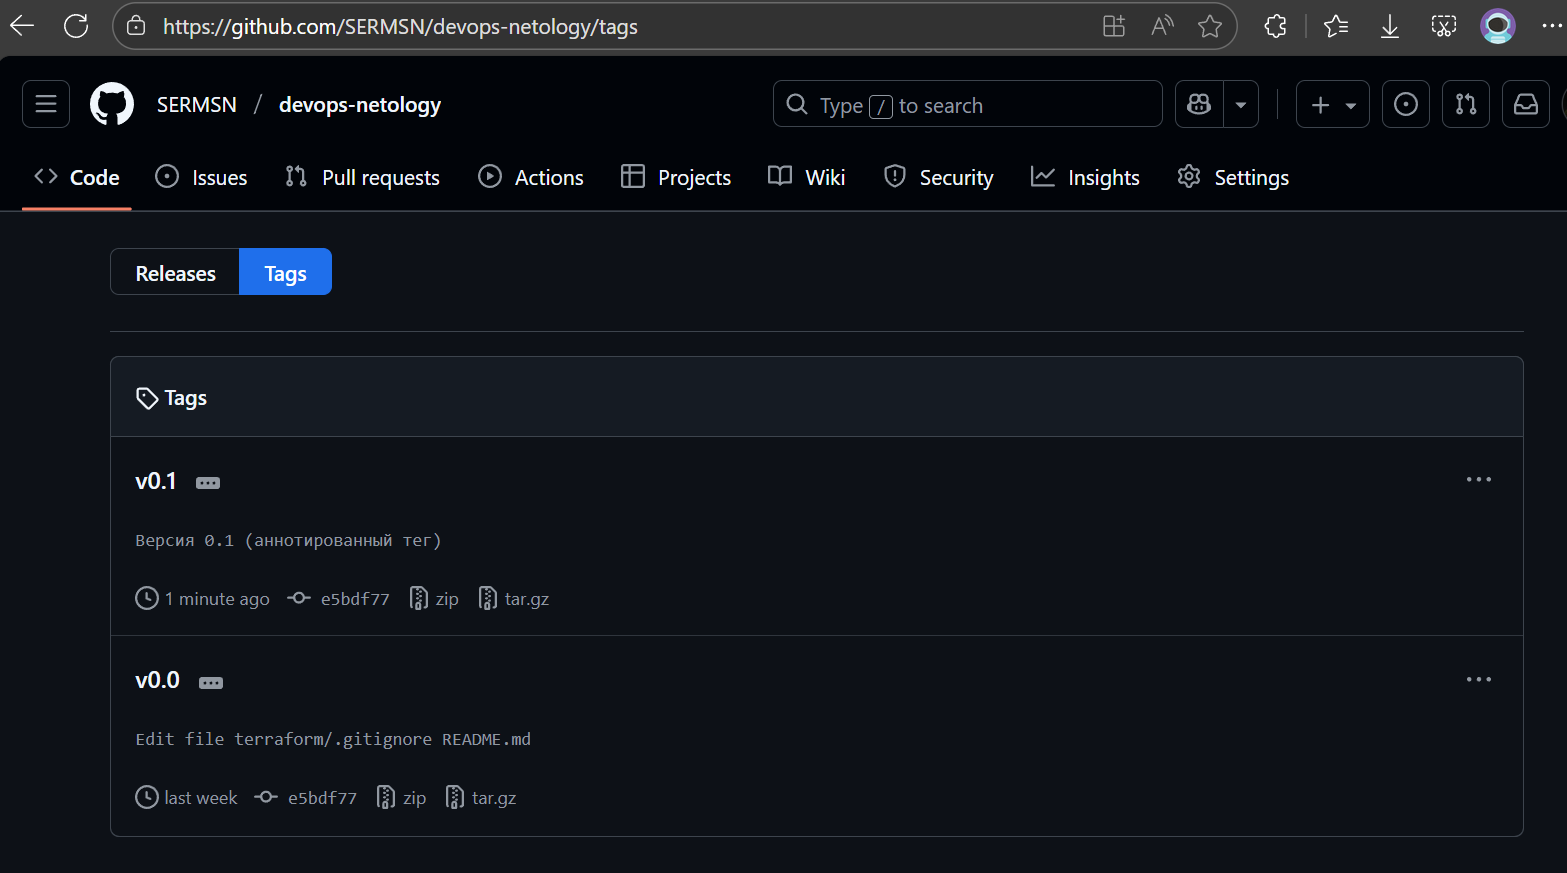 https://github.com/SERMSN/devops-netology/tags
SERMSN / devops-netology
Type / to search
Code Issues Pull requests Actions Projects Wiki Security Insights Settings
Releases Tags
Tags
v0.1
Версия 0.1 (аннотированный тег)
1 minute ago e5bdf77 zip tar.gz
v0.0
Edit file terraform/.gitignore README.md
last week e5bdf77 zip tar.gz